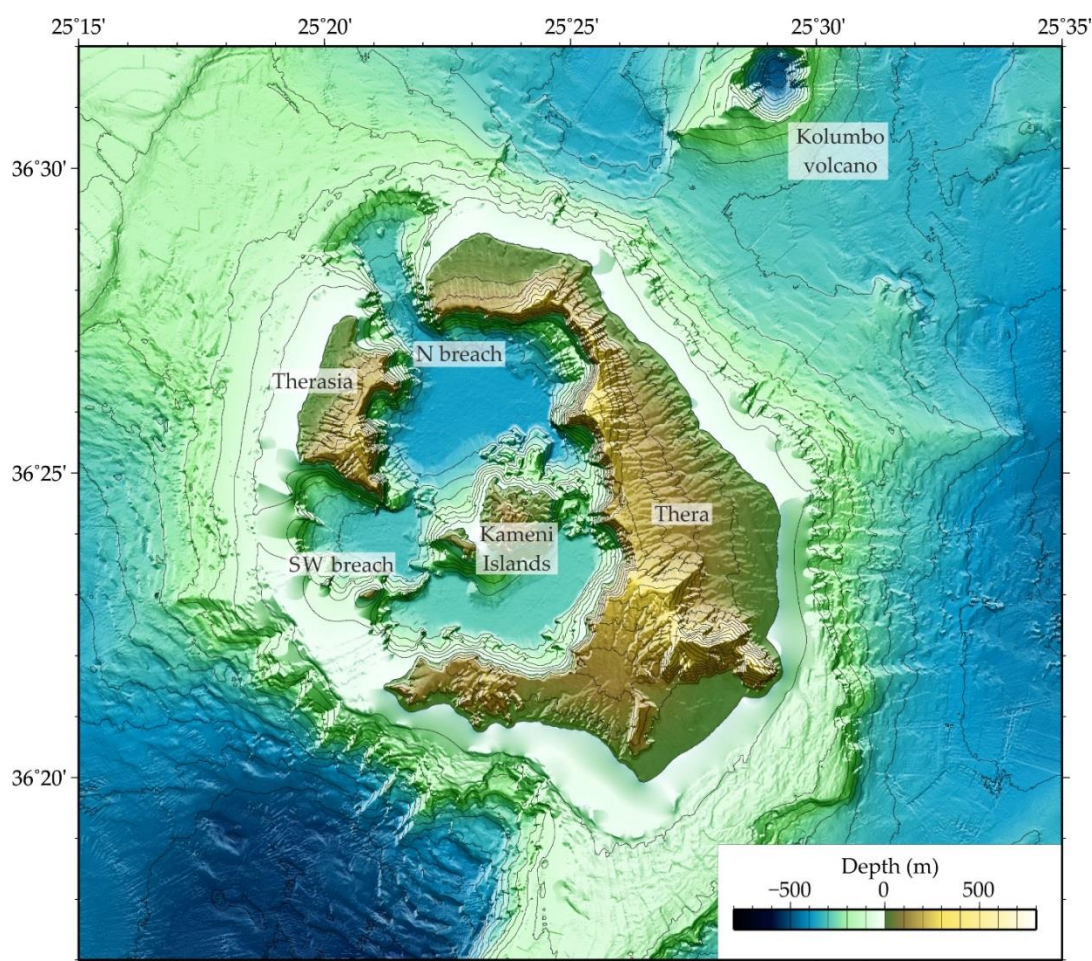 25˚15' 25˚20' 25˚25' 25˚30' 25˚35'
Kolumbo
volcano
36˚30'
N breach
Therasia
36˚25'
Thera
Kameni
Islands
SW breach
36˚20'
Depth (m)
−500 0 500